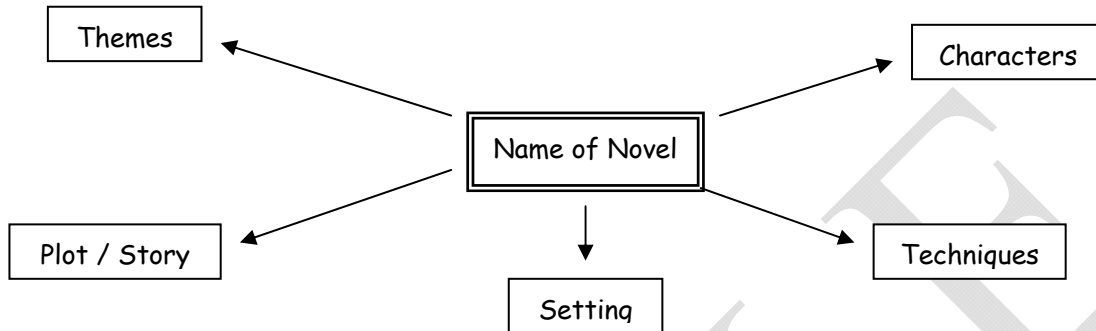 Themes
Characters
Name of Novel
Plot / Story
Techniques
Setting